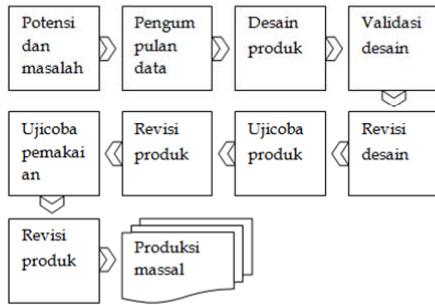 Potensi
dan
masalah
Pengum
pulan
data
Desain
produk
Validasi
desain
Ujicoba
pemakai
an
Revisi
produk
Ujicoba
produk
Revisi
desain
Revisi
produk
Produksi
massal